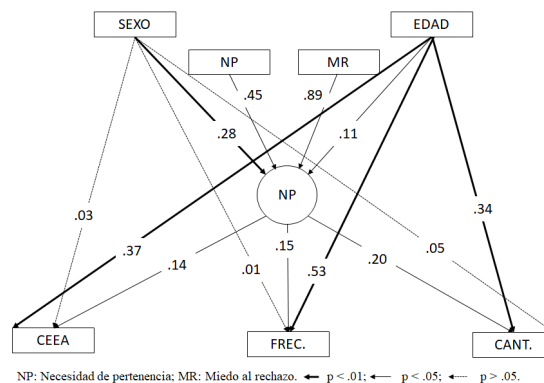 SEXO EDAD
NP MR
.45 .89
.28 .11
NP
.03 .34
.37 .14 .01 .15 .53 .20 .05
CEEA FREC. CANT.
NP: Necesidad de pertenencia; MR: Miedo al rechazo. p < .01; p < .05; p > .05.